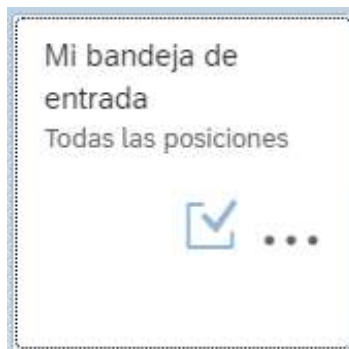 Mi bandeja de
entrada
Todas las posiciones
...